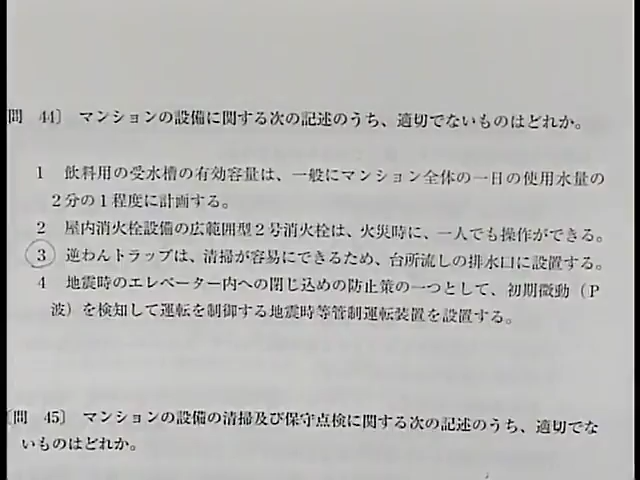 問 44〕 マンションの設備に関する次の記述のうち、適切でないものはどれか。
1 飲料用の受水槽の有効容量は、一般にマンション全体の一日の使用水量の
2分の1程度に計画する。
2 屋内消火栓設備の広範囲型2号消火栓は、火災時に、一人でも操作ができる。
3 逆わんトラップは、清掃が容易にできるため、台所流しの排水口に設置する。
4 地震時のエレベーター内への閉じ込めの防止策の一つとして、初期微動（P
波）を検知して運転を制御する地震時等管制運転装置を設置する。
〔問 45〕 マンションの設備の清掃及び保守点検に関する次の記述のうち、適切でな
いものはどれか。